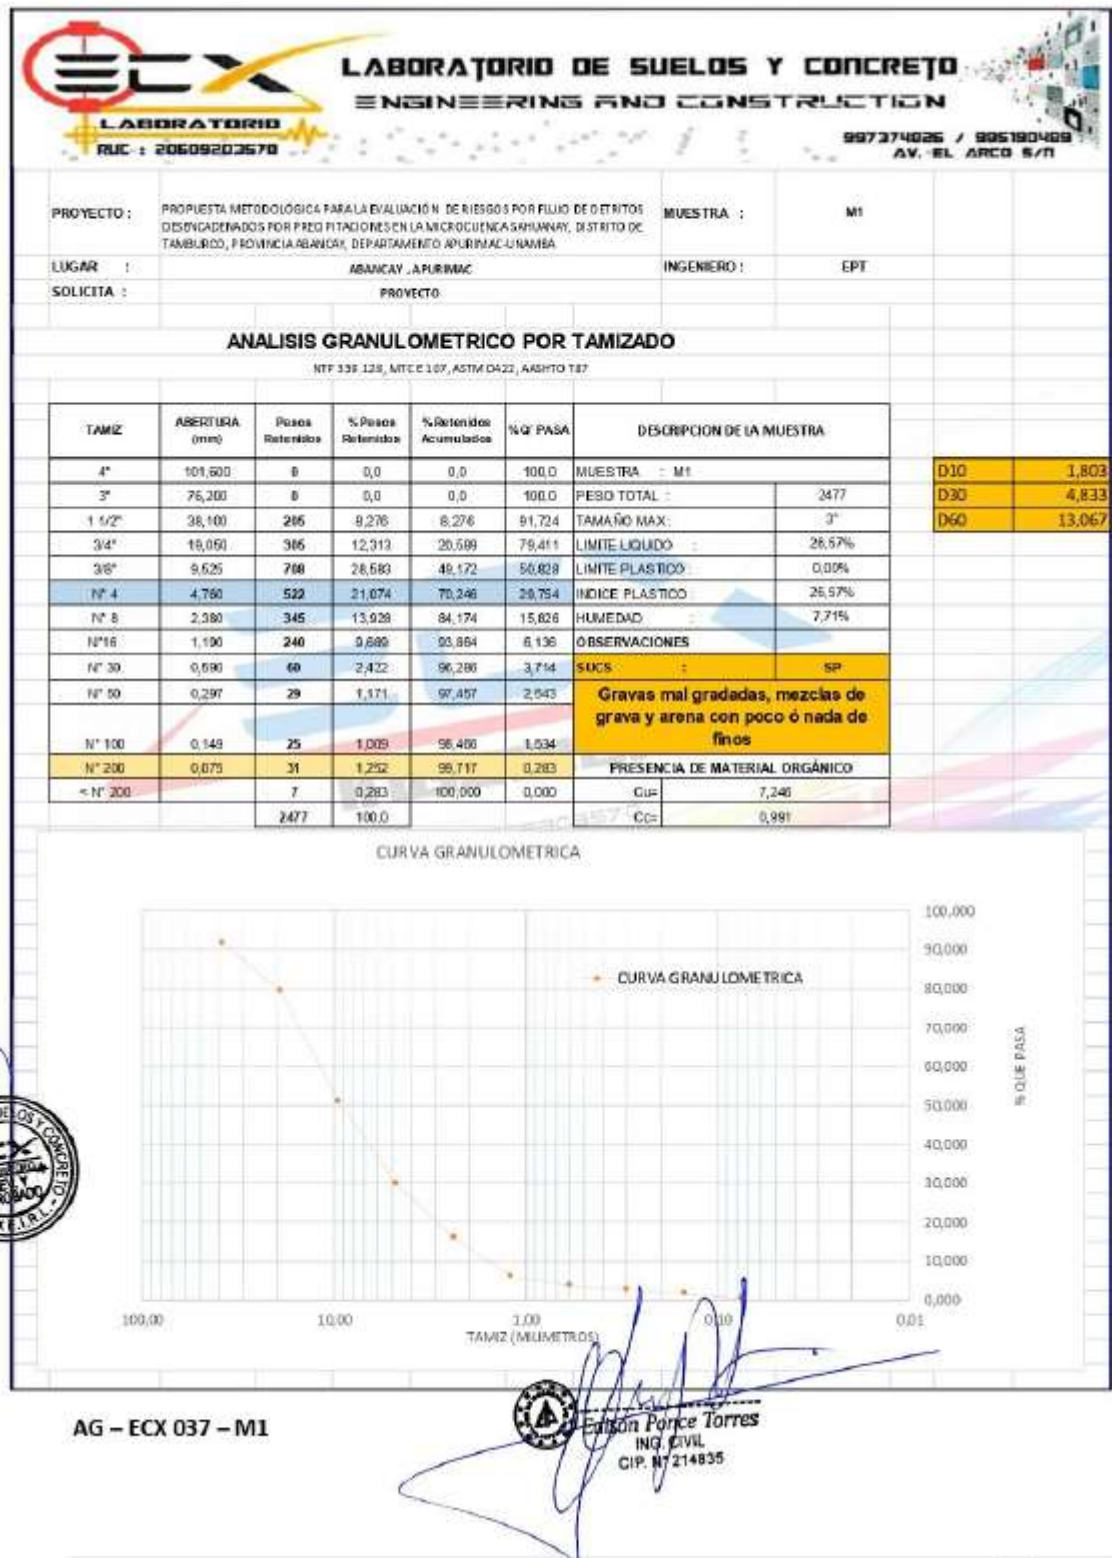 ECX
LABORATORIO
RUC : 20609203570
LABORATORIO DE SUELOS Y CONCRETO
ENGINEERING AND CONSTRUCTION
997374026 / 985190489
AV. EL ARCO S/N
PROYECTO : PROPUESTA METODOLÓGICA PARA LA EVALUACIÓN DE RIESGOS POR FLUJO DE DETRITOS MUESTRA : M1
DESENCADENADOS POR PRECIPITACIONES EN LA MICROCUENCA SAHUANAY, DISTRITO DE
TAMBURCO, PROVINCIA ABANCAY, DEPARTAMENTO APURIMAC-UNAMBA
LUGAR : ABANCAY , APURIMAC INGENIERO : EPT
SOLICITA : PROYECTO
ANALISIS GRANULOMETRICO POR TAMIZADO
NTP 339.128, MTC E 107, ASTM D422, AASHTO T87
TAMIZ ABERTURA (mm) Pesos Retenidos % Pesos Retenidos % Retenidos Acumulados %Q' PASA DESCRIPCION DE LA MUESTRA
4" 101,600 0 0,0 0,0 100,0 MUESTRA : M1 D10 1,803
3" 76,200 0 0,0 0,0 100,0 PESO TOTAL : 2477 D30 4,833
1 1/2" 38,100 205 8,276 8,276 91,724 TAMAÑO MAX: 3" D60 13,067
3/4" 19,050 305 12,313 20,589 79,411 LIMITE LIQUIDO : 26,57%
3/8" 9,525 708 28,583 49,172 50,828 LIMITE PLASTICO : 0,00%
N° 4 4,760 522 21,074 70,246 29,754 INDICE PLASTICO 26,57%
N° 8 2,380 345 13,928 84,174 15,826 HUMEDAD : 7,71%
N°16 1,190 240 9,689 93,864 6,136 OBSERVACIONES
N° 30 0,590 60 2,422 96,286 3,714 SUCS : SP
N° 50 0,297 29 1,171 97,457 2,543 Gravas mal gradadas, mezclas de
grava y arena con poco ó nada de
finos
N° 100 0,149 25 1,009 98,466 1,534
N° 200 0,075 31 1,252 99,717 0,283 PRESENCIA DE MATERIAL ORGÁNICO
< N° 200 7 0,283 100,000 0,000 Cu= 7,246
2477 100,0 Cc= 0,991
CURVA GRANULOMETRICA
100,000
90,000
CURVA GRANULOMETRICA
80,000
70,000
60,000
50,000
40,000
30,000
20,000
10,000
0,000
% QUE PASA
100,00 10,00 1,00 0,10 0,01
TAMIZ (MILIMETROS)
AG – ECX 037 – M1
Edison Ponce Torres
ING. CIVIL
CIP. N° 214835